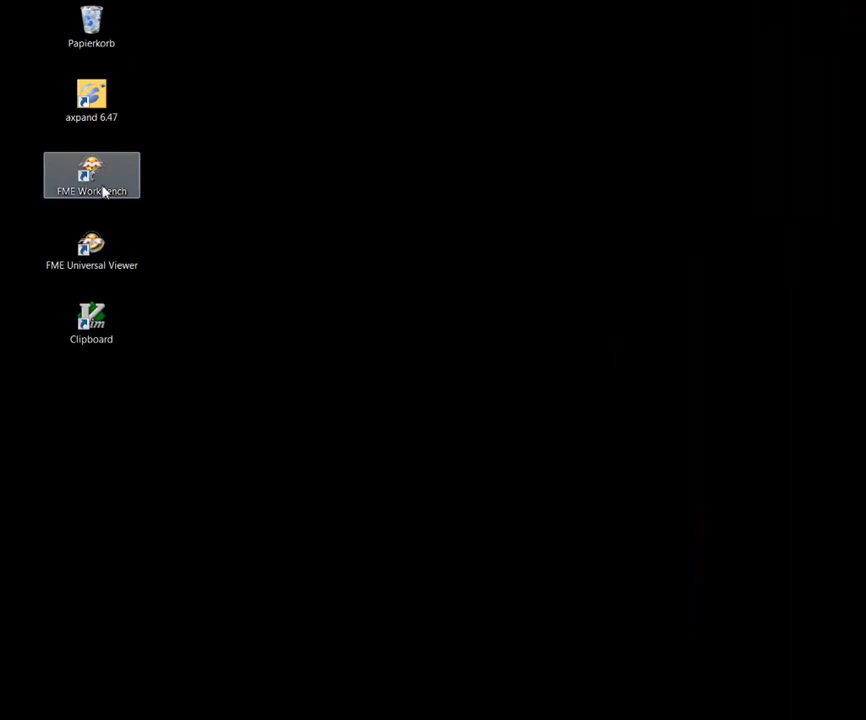 Papierkorb
axpand 6.47
FME Workbench
FME Universal Viewer
Clipboard